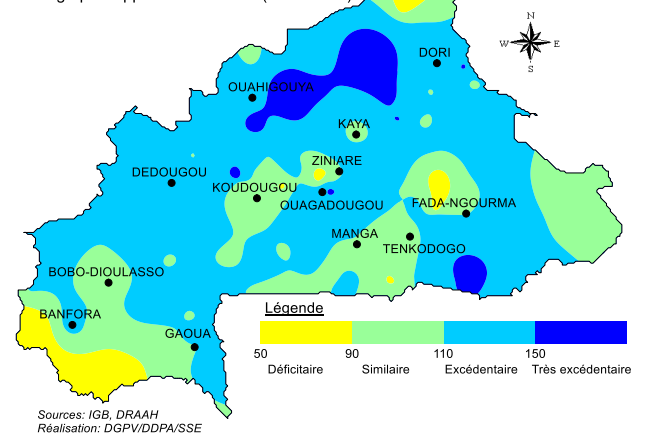 N
W E
S
DORI
OUAHIGOUYA
KAYA
ZINIARE
DEDOUGOU
KOUDOUGOU
OUAGADOUGOU
FADA-NGOURMA
MANGA
TENKODOGO
BOBO-DIOULASSO
BANFORA
GAOUA
Légende
50 90 110 150
Déficitaire Similaire Excédentaire Très excédentaire
Sources: IGB, DRAAH
Réalisation: DGPV/DDPA/SSE